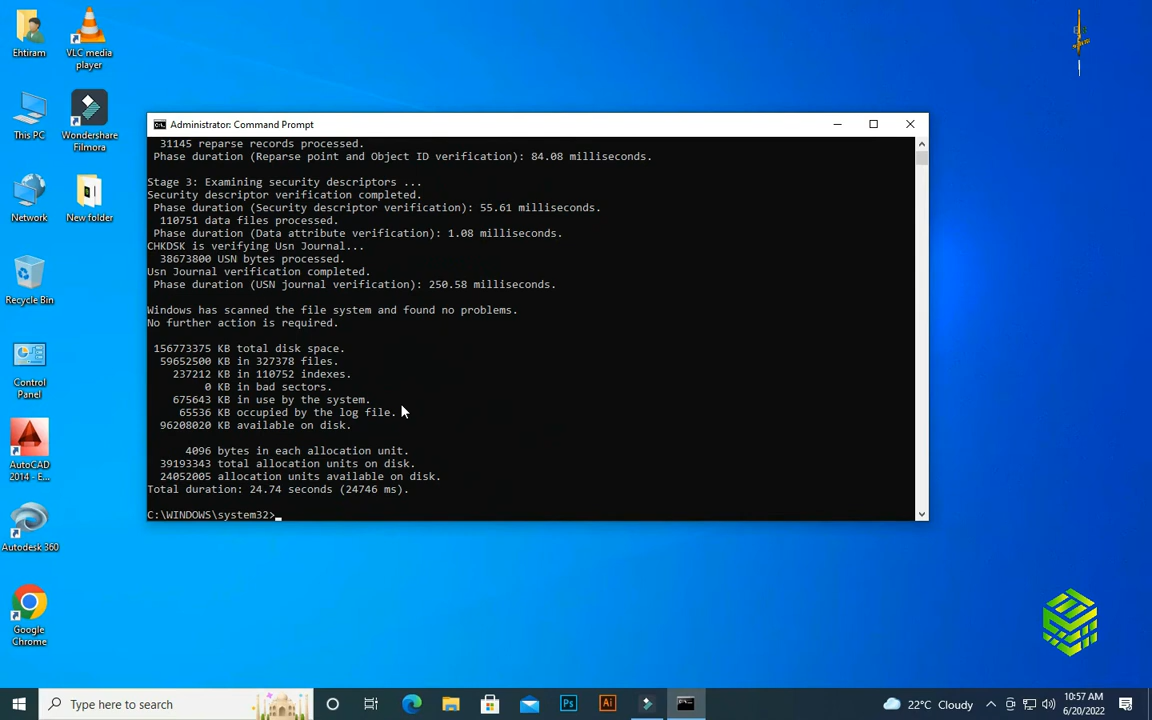 Ehtiram
VLC media
player
This PC
Wondershare
Filmora
Network
New folder
Recycle Bin
Control
Panel
AutoCAD
2014 - E...
Autodesk 360
Google
Chrome
Administrator: Command Prompt
31145 reparse records processed.
Phase duration (Reparse point and Object ID verification): 84.08 milliseconds.
Stage 3: Examining security descriptors ...
Security descriptor verification completed.
Phase duration (Security descriptor verification): 55.61 milliseconds.
110751 data files processed.
Phase duration (Data attribute verification): 1.08 milliseconds.
CHKDSK is verifying Usn Journal...
38673800 USN bytes processed.
Usn Journal verification completed.
Phase duration (USN journal verification): 250.58 milliseconds.
Windows has scanned the file system and found no problems.
No further action is required.
156773375 KB total disk space.
59652500 KB in 327378 files.
237212 KB in 110752 indexes.
0 KB in bad sectors.
675643 KB in use by the system.
65536 KB occupied by the log file.
96208020 KB available on disk.
4096 bytes in each allocation unit.
39193343 total allocation units on disk.
24052005 allocation units available on disk.
Total duration: 24.74 seconds (24746 ms).
C:\WINDOWS\system32>
Type here to search
Ps
Ai
22°C Cloudy
10:57 AM
6/20/2022